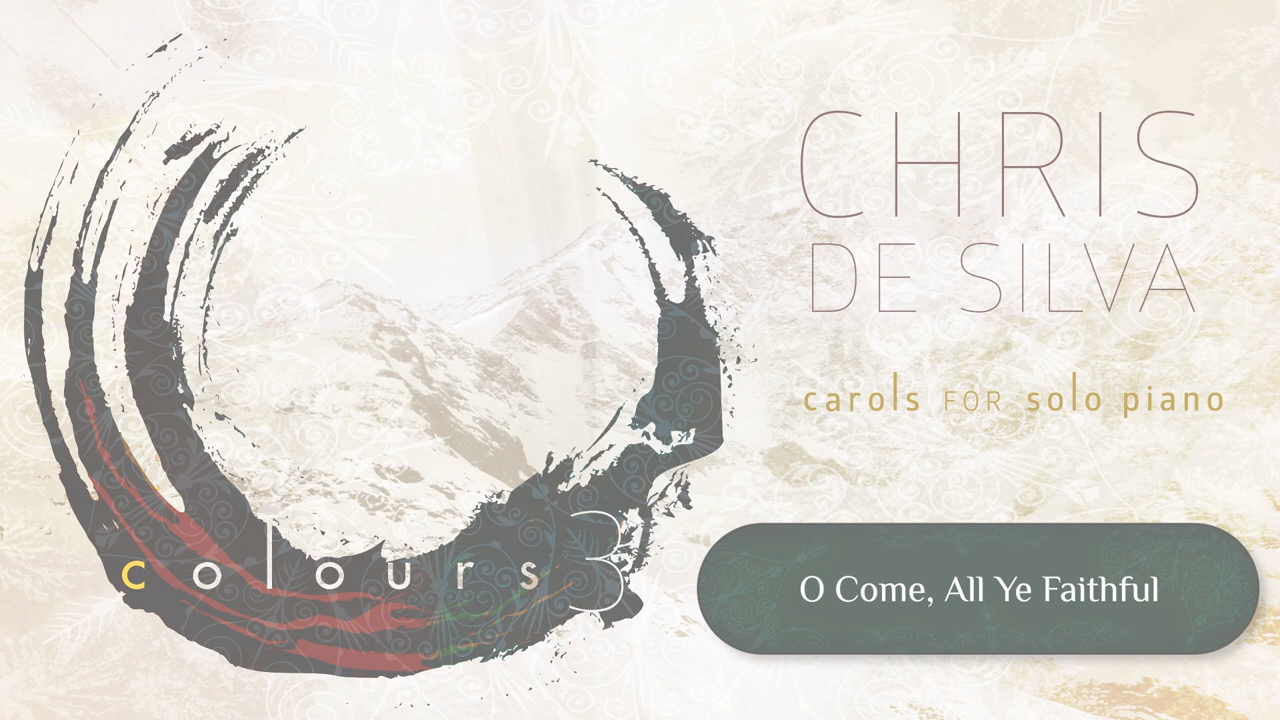 CHRIS
DE SILVA
carols FOR solo piano
colours 3
O Come, All Ye Faithful